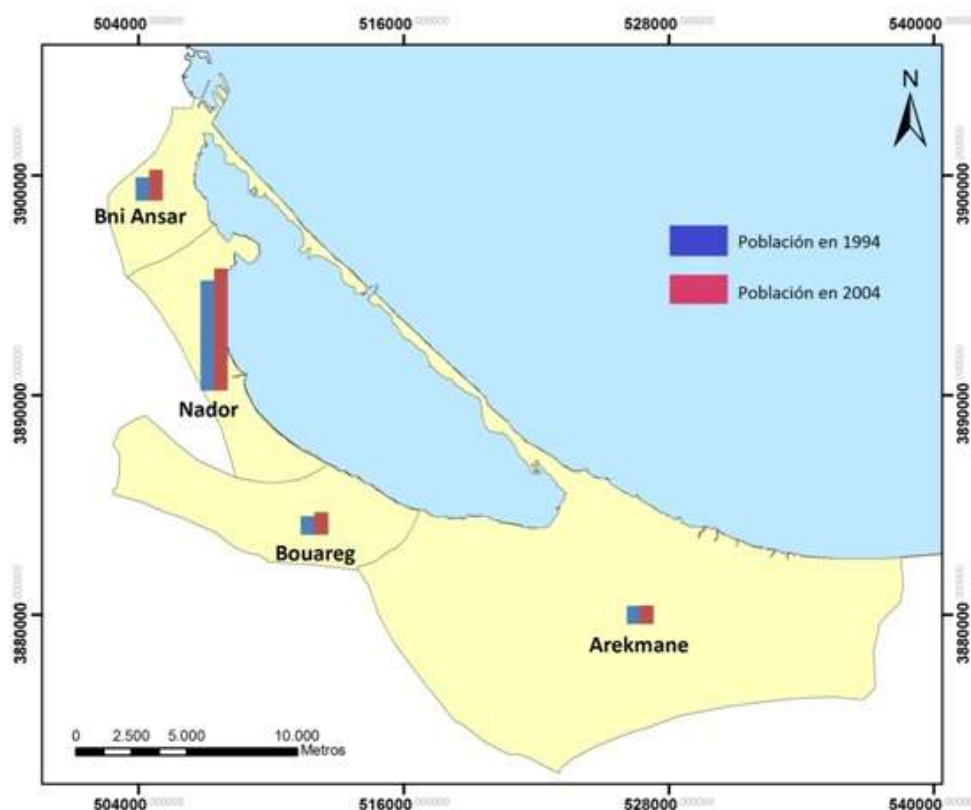 504000 516000 528000 540000
N
3900000 3900000
Bni Ansar
Población en 1994
Población en 2004
3890000 3890000
Nador
Bouareg
3880000 3880000
Arekmane
0 2.500 5.000 10.000
Metros
504000 516000 528000 540000